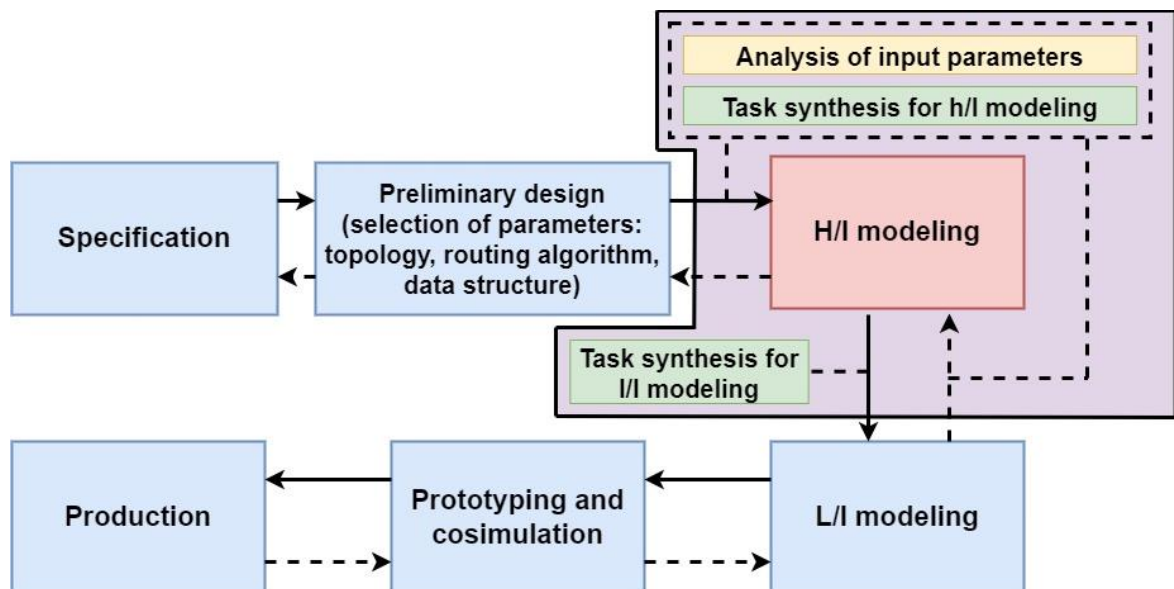 Analysis of input parameters
Task synthesis for h/l modeling
Specification
Preliminary design
(selection of parameters:
topology, routing algorithm,
data structure)
H/l modeling
Task synthesis for
l/l modeling
Production
Prototyping and
cosimulation
L/l modeling